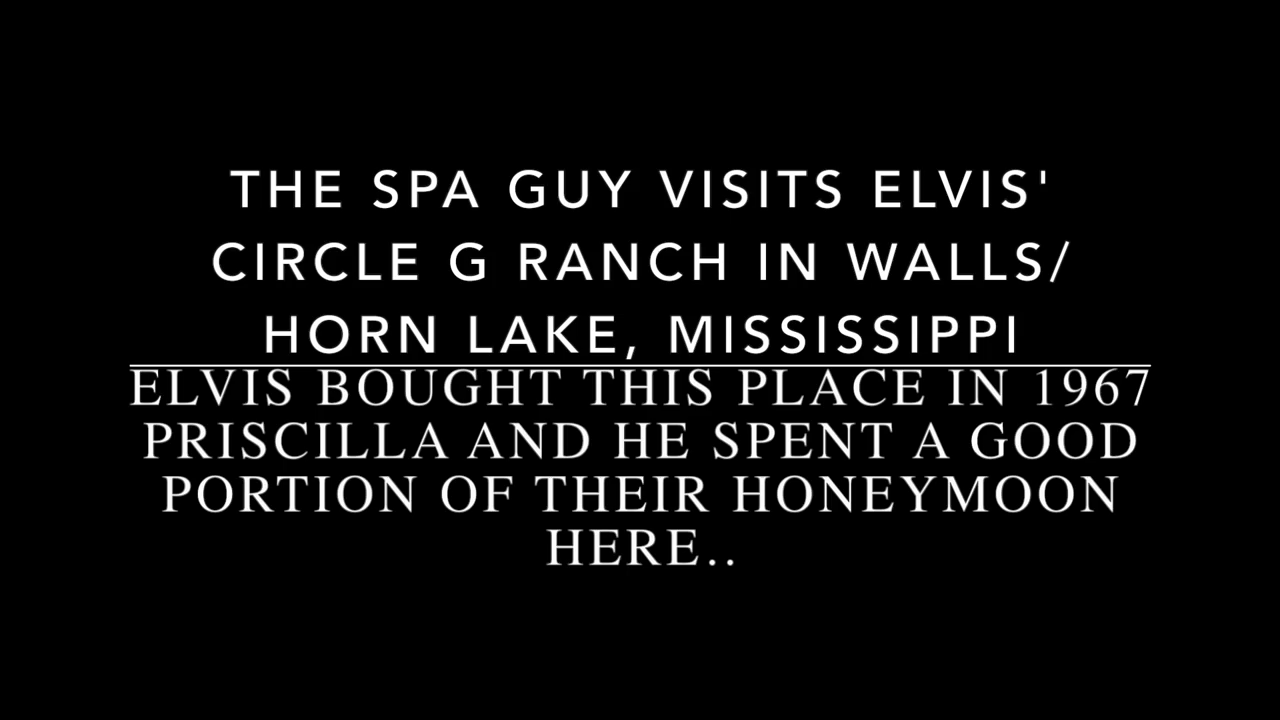 THE SPA GUY VISITS ELVIS'
CIRCLE G RANCH IN WALLS/
HORN LAKE, MISSISSIPPI
ELVIS BOUGHT THIS PLACE IN 1967
PRISCILLA AND HE SPENT A GOOD
PORTION OF THEIR HONEYMOON
HERE..